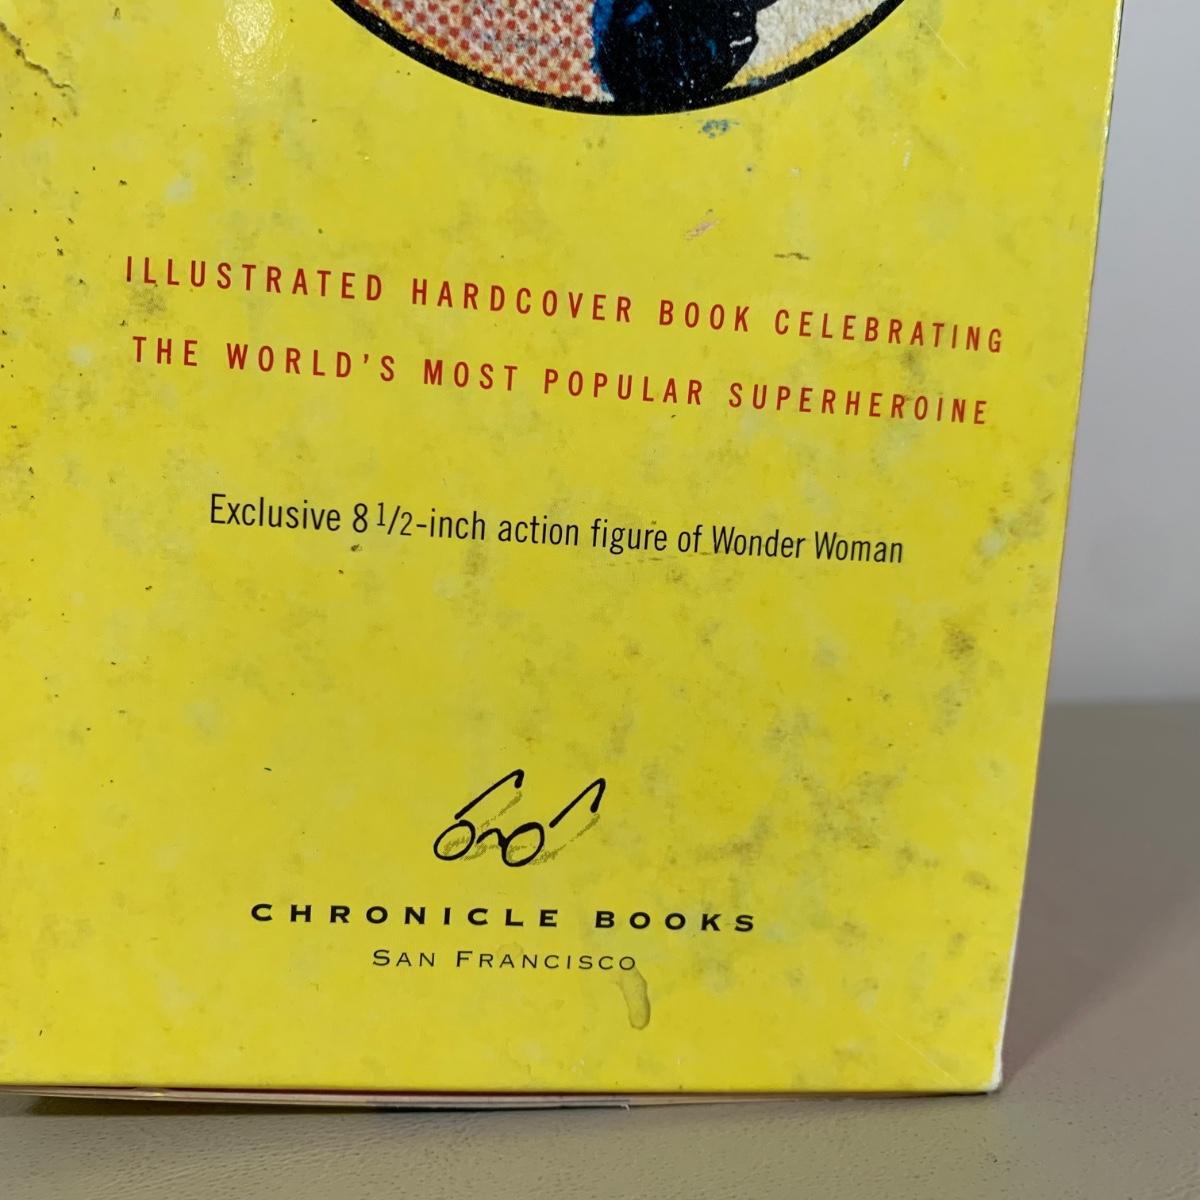 ILLUSTRATED HARDCOVER BOOK CELEBRATING
THE WORLD'S MOST POPULAR SUPERHEROINE
Exclusive 8 1/2-inch action figure of Wonder Woman
CHRONICLE BOOKS
SAN FRANCISCO